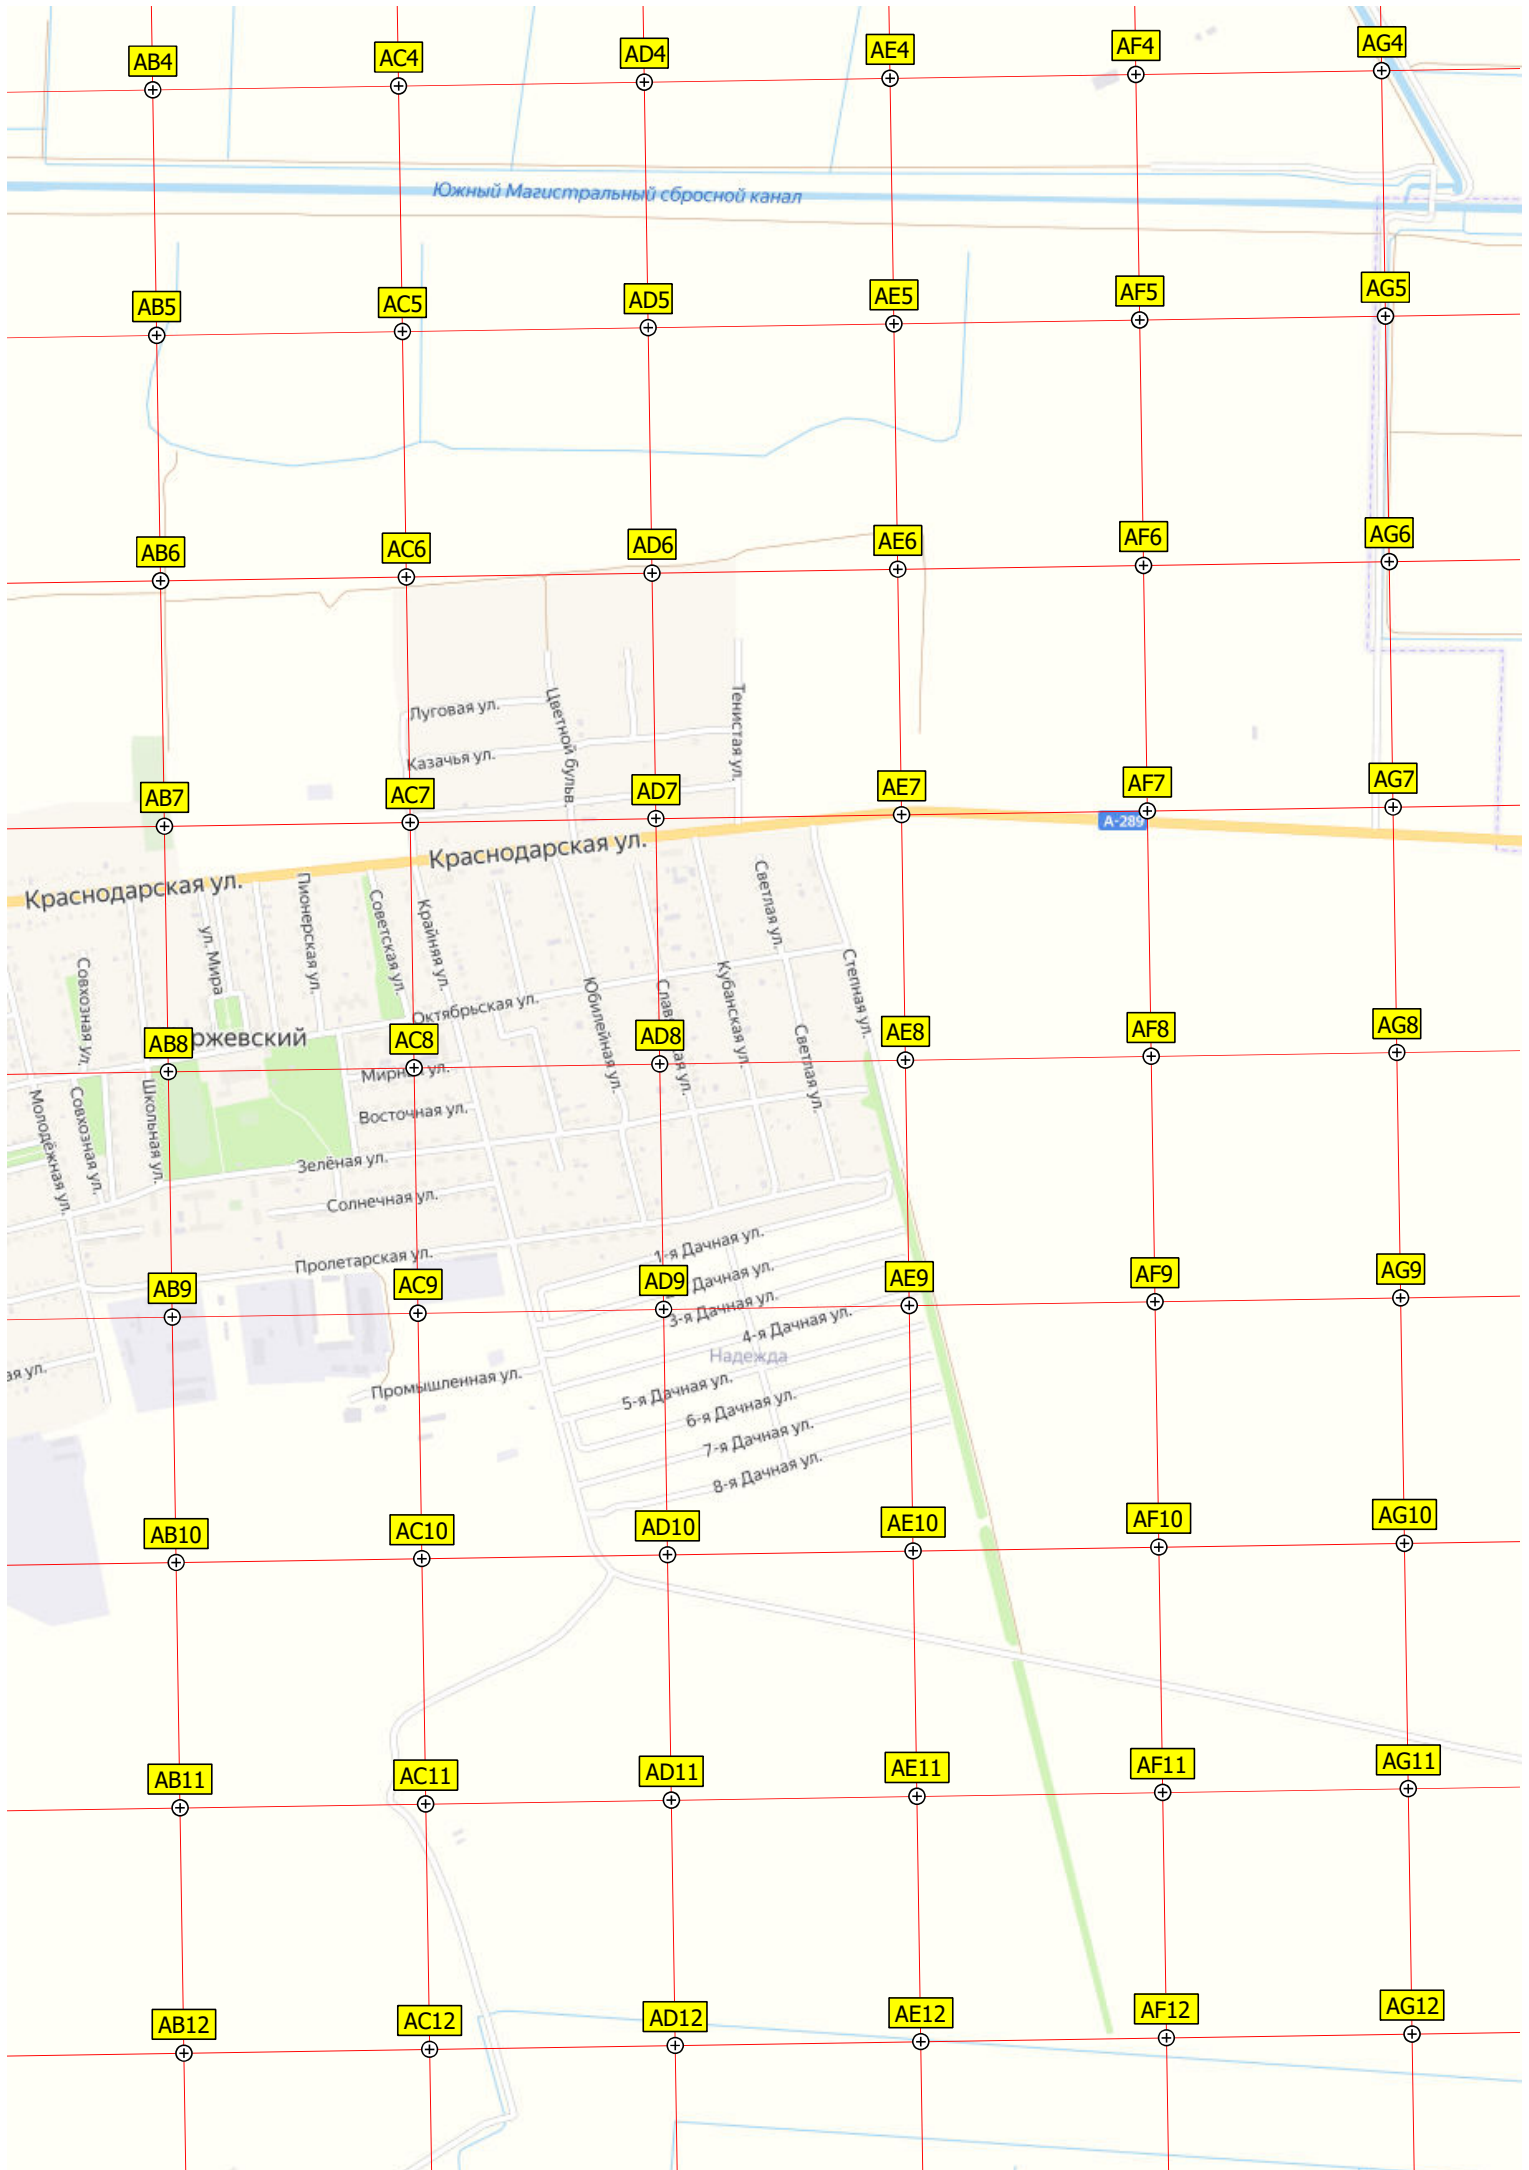 AB4
AC4
AD4
AE4
AF4
AG4
Южный Магистральный сбросной канал
AB5
AC5
AD5
AE5
AF5
AG5
AB6
AC6
AD6
AE6
AF6
AG6
Луговая ул.
Цветной бульв.
Тенистая ул.
Казачья ул.
AB7
AC7
AD7
AE7
AF7
AG7
А-289
Краснодарская ул.
Краснодарская ул.
Пионерская ул.
Советская ул.
Крайняя ул.
Светлая ул.
ул. Мира
Совхозная ул.
Юбилейная ул.
Кубанская ул.
Степная ул.
Октябрьская ул.
AB8
AC8
AD8
AE8
AF8
AG8
Светлая ул.
ул.
Восточная ул.
Молодёжная ул.
Совхозная ул.
Школьная ул.
Зелёная ул.
Солнечная ул.
Пролетарская ул.
1-я Дачная ул.
Дачная ул.
3-я Дачная ул.
4-я Дачная ул.
AB9
AC9
AD9
AE9
AF9
AG9
Надежда
ул.
Промышленная ул.
5-я Дачная ул.
6-я Дачная ул.
7-я Дачная ул.
8-я Дачная ул.
AB10
AC10
AD10
AE10
AF10
AG10
AB11
AC11
AD11
AE11
AF11
AG11
AB12
AC12
AD12
AE12
AF12
AG12